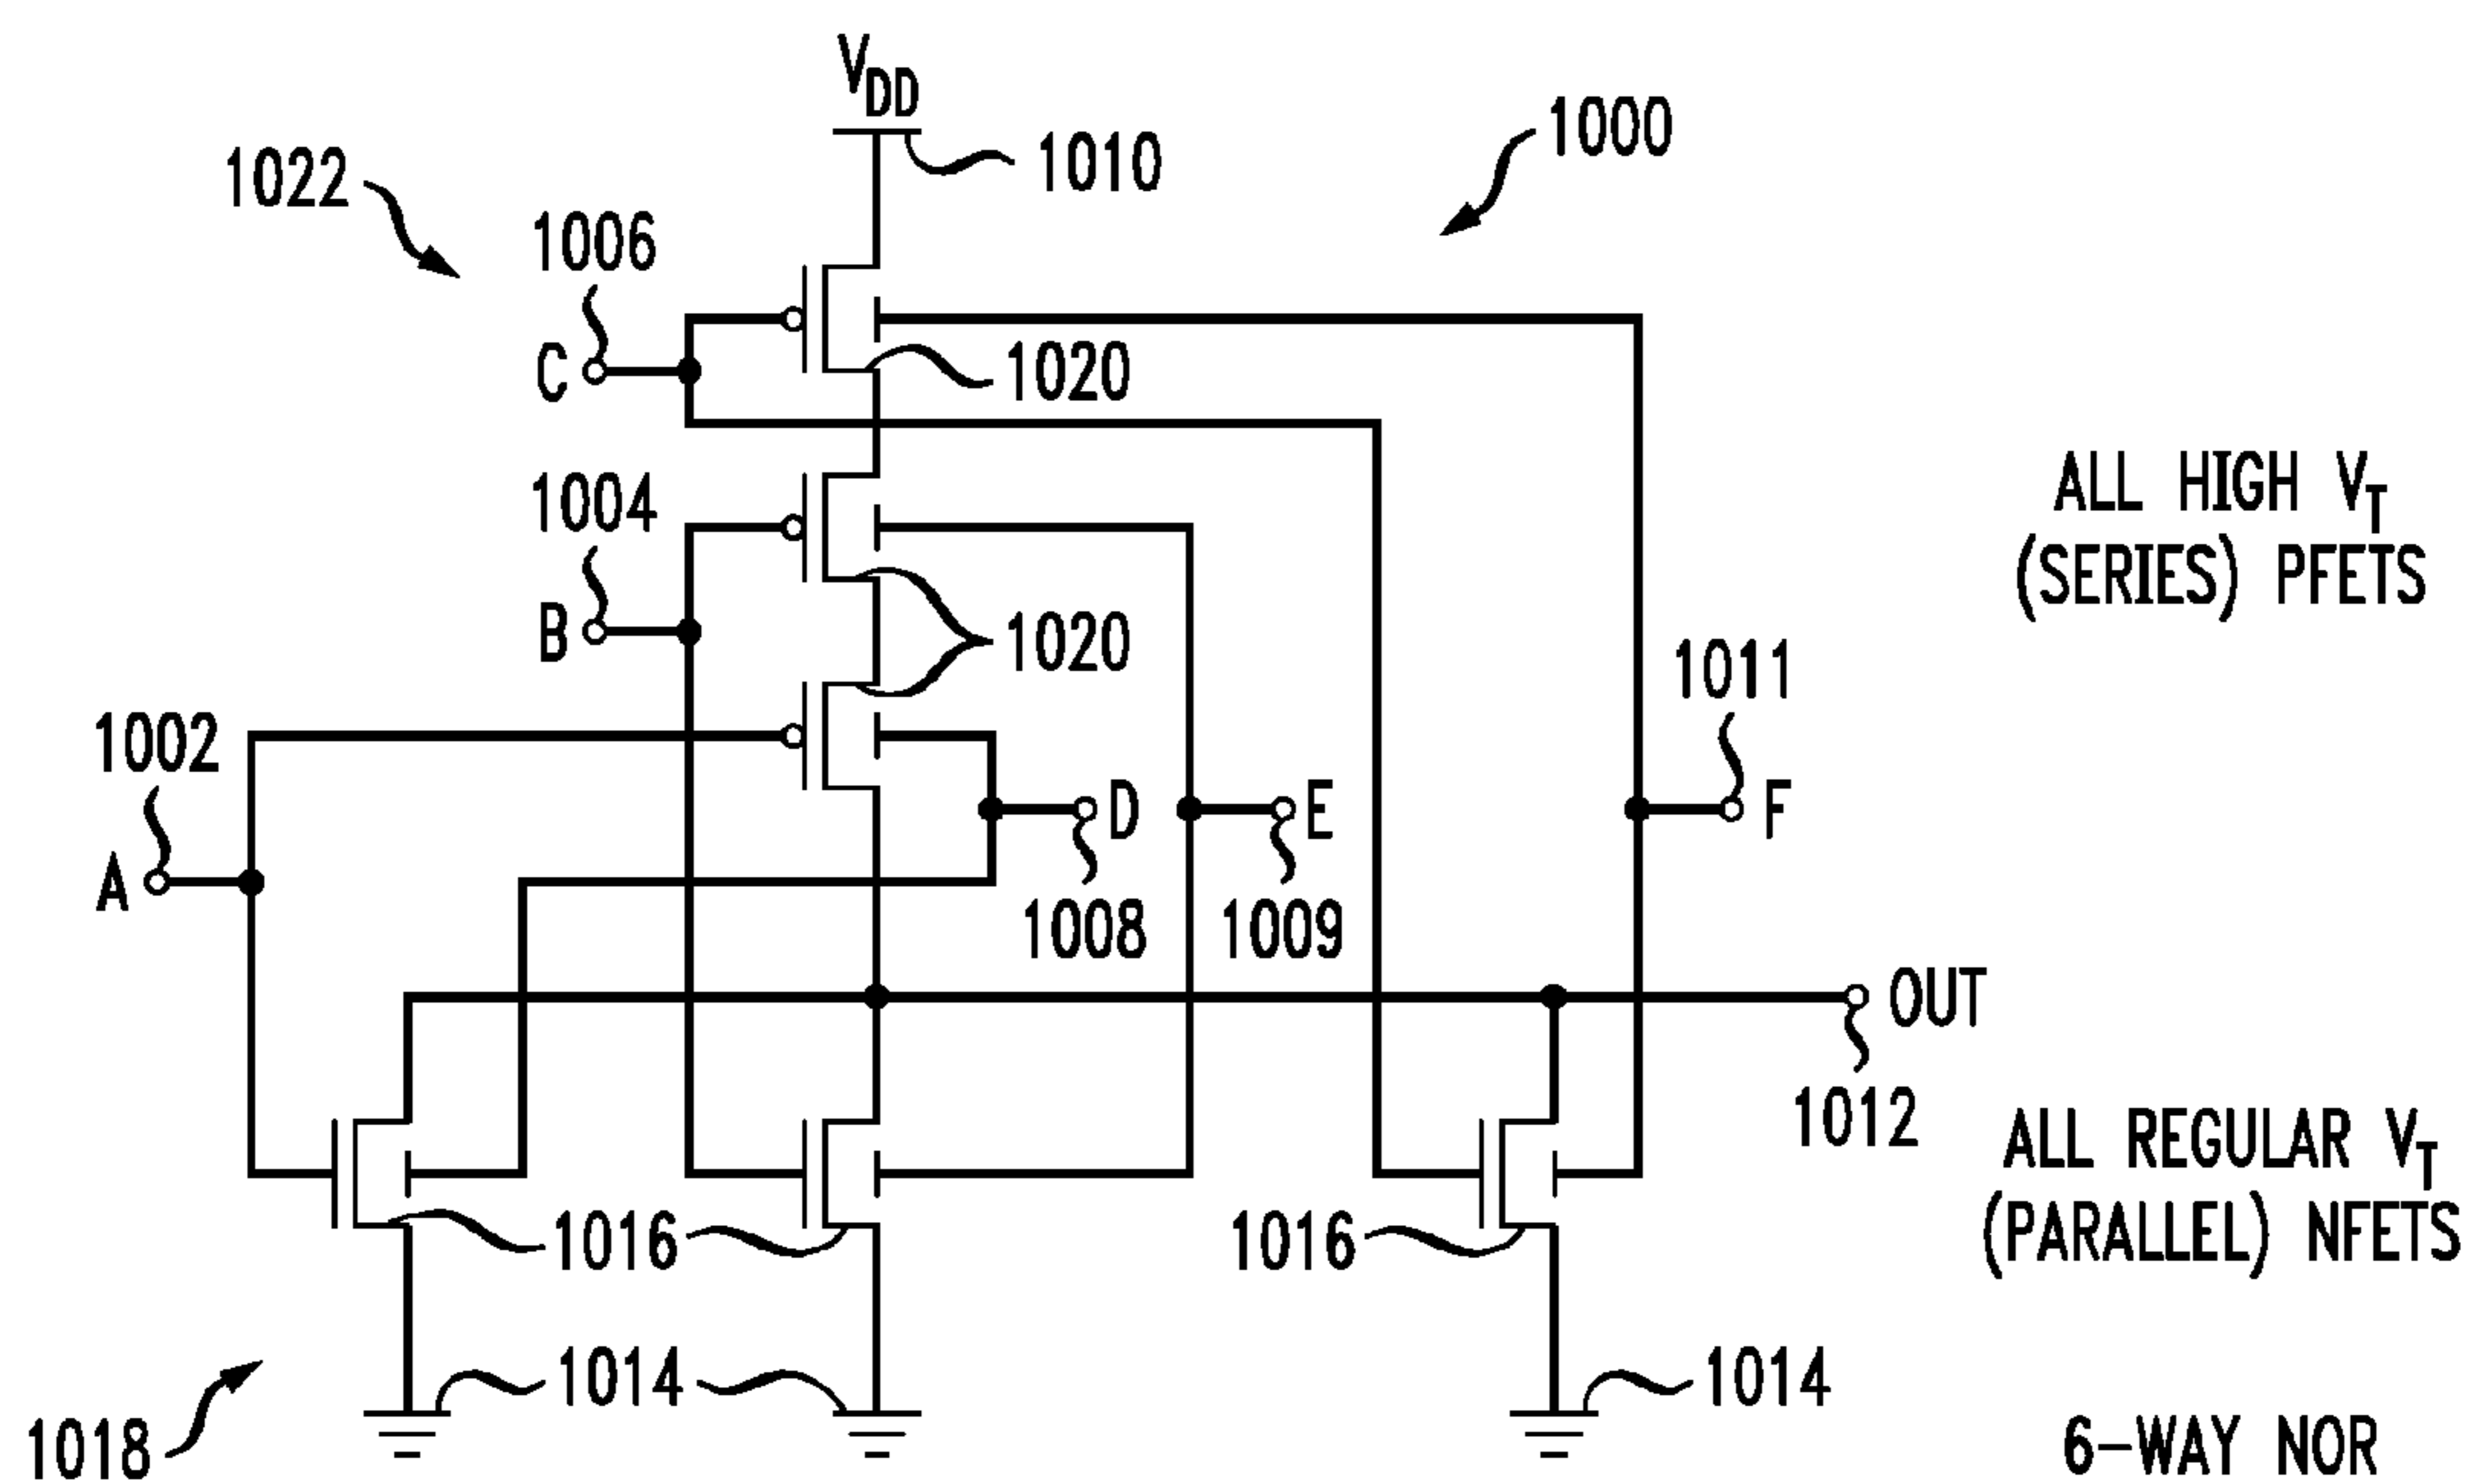 VDD
1010
1000
1022
1006
C
1020
1004
B
1020
ALL HIGH VT
(SERIES) PFETS
1011
1002
A
D
E
F
1008
1009
OUT
1012
1016
1016
ALL REGULAR VT
(PARALLEL) NFETS
1014
1014
1018
6-WAY NOR